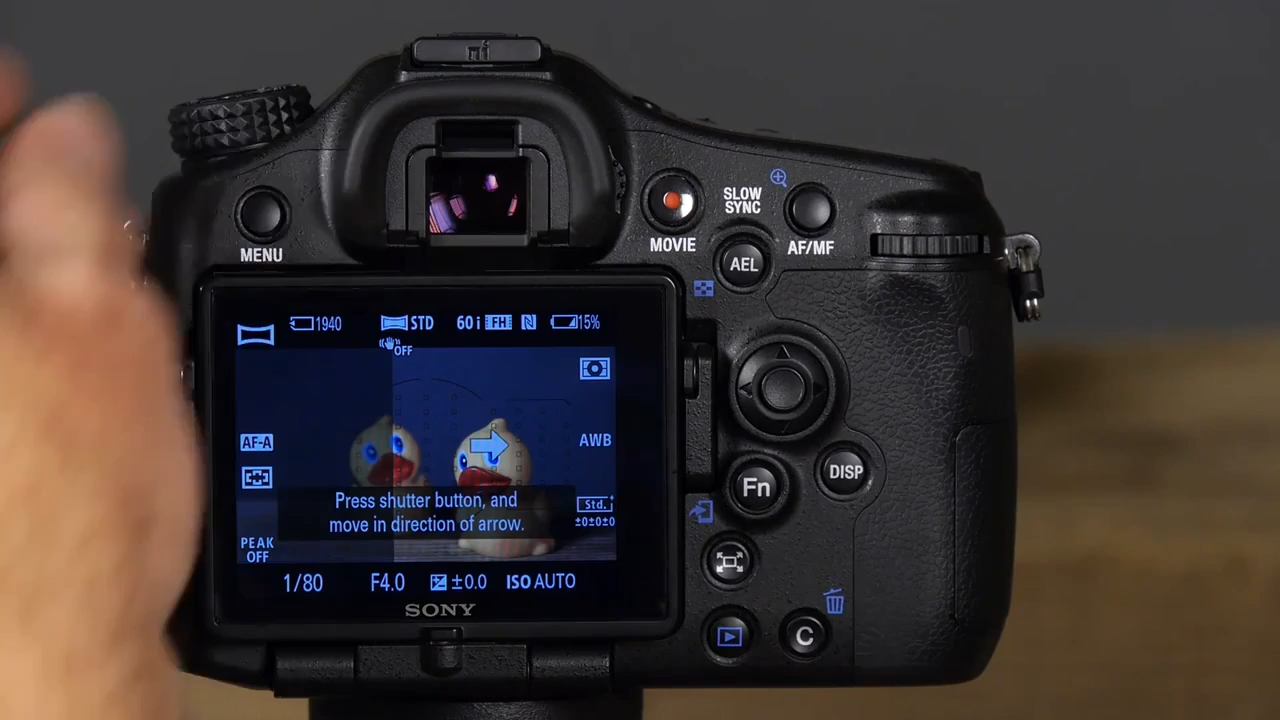 SLOW
SYNC
MOVIE
AF/MF
MENU
AEL
1940
STD
60i FH
N
15%
OFF
AF-A
AWB
Press shutter button, and
move in direction of arrow.
Std.
±0±0±0
PEAK
OFF
1/80
F4.0
±0.0
ISO AUTO
SONY
DISP
Fn
C